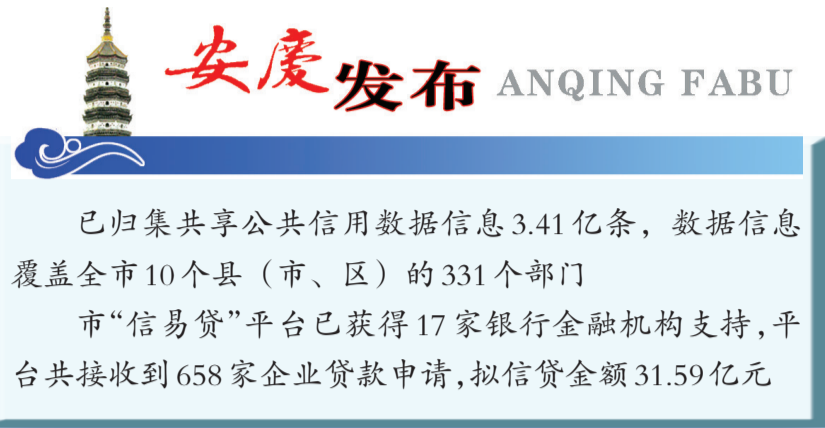 安庆发布 ANQING FABU
已归集共享公共信用数据信息3.41亿条，数据信息
覆盖全市10个县（市、区）的331个部门
市“信易贷”平台已获得17家银行金融机构支持,平
台共接收到658家企业贷款申请,拟信贷金额31.59亿元